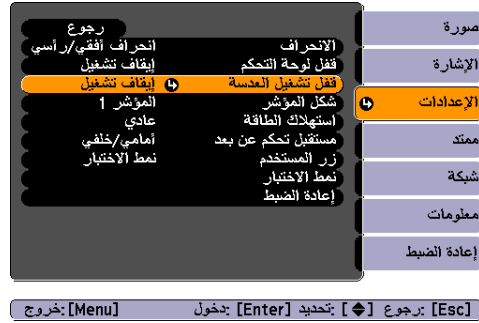 صورة
الإشارة
الإعدادات
ممتد
شبكة
معلومات
إعادة الضبط
رجوع
الانحراف انحراف أفقي/رأسي
قفل لوحة التحكم إيقاف تشغيل
قفل تشغيل العدسة إيقاف تشغيل
شكل المؤشر المؤشر 1
استهلاك الطاقة عادي
مستقبل تحكم عن بعد أمامي/خلفي
زر المستخدم نمط الاختبار
نمط الاختبار
إعادة الضبط
[Esc] :رجوع [ ] :تحديد [Enter] :دخول [Menu] :خروج